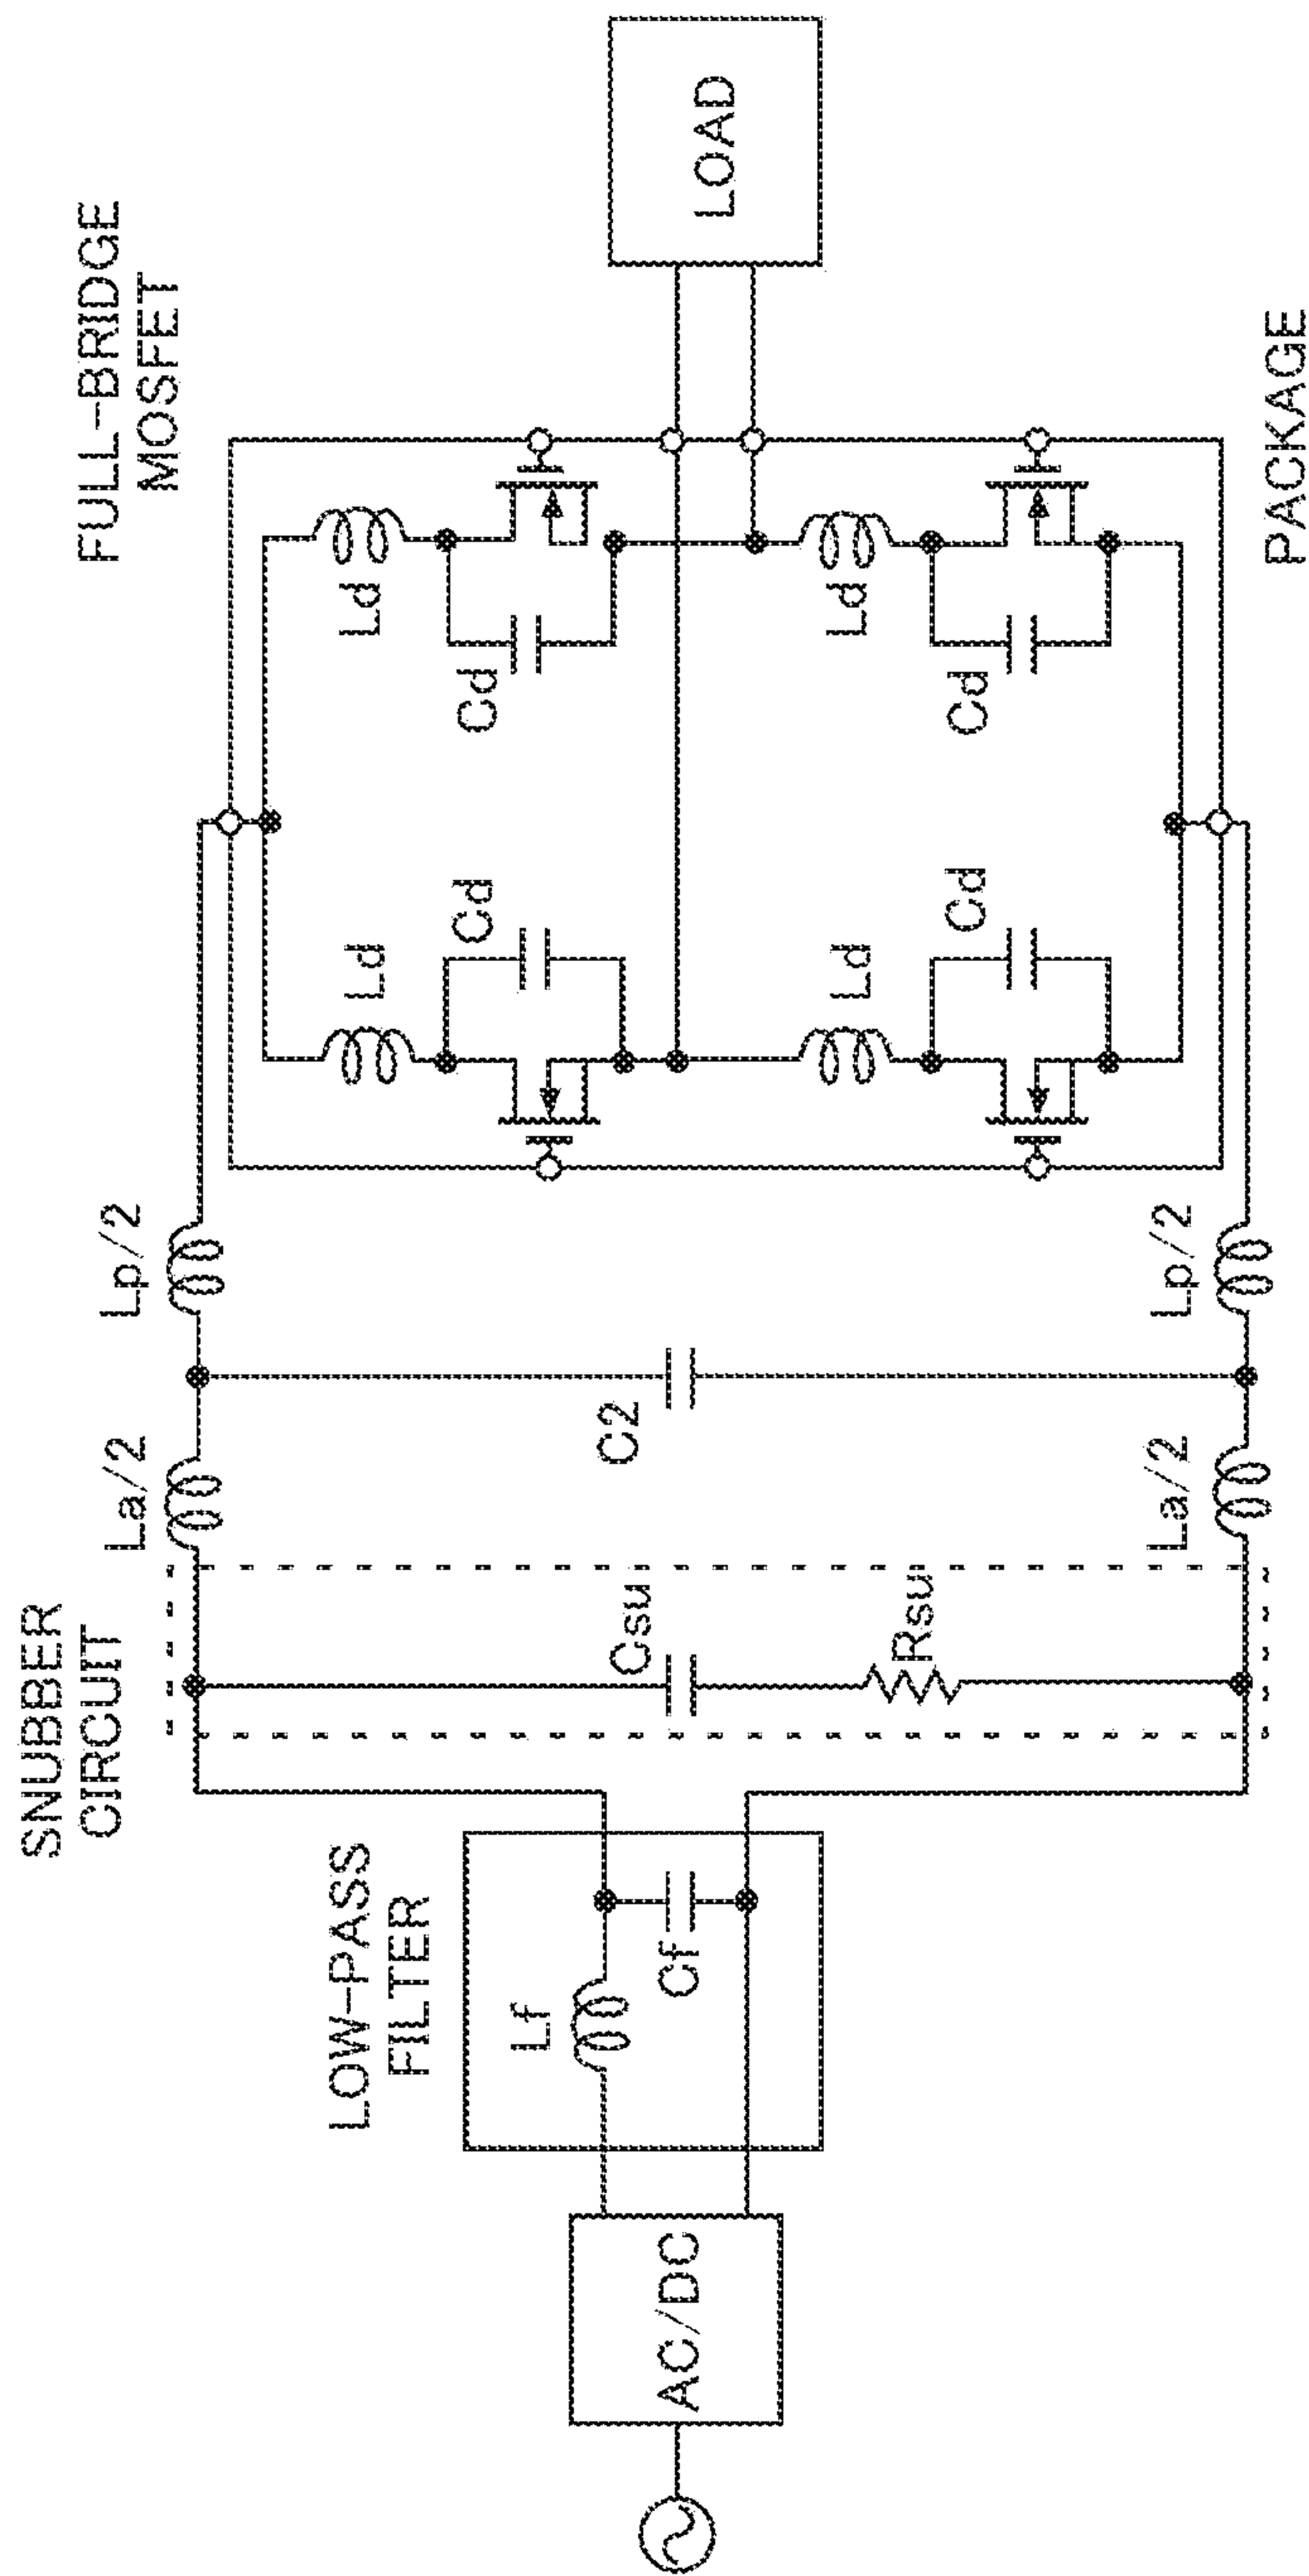 SNUBBER
CIRCUIT
FULL-BRIDGE
MOSFET
LOW-PASS
FILTER
La/2
Lp/2
Ld
Cd
Ld
Cd
LOAD
AC/DC
Lf
Cf
Csu
Rsu
C2
Ld
Cd
Ld
Cd
La/2
Lp/2
PACKAGE